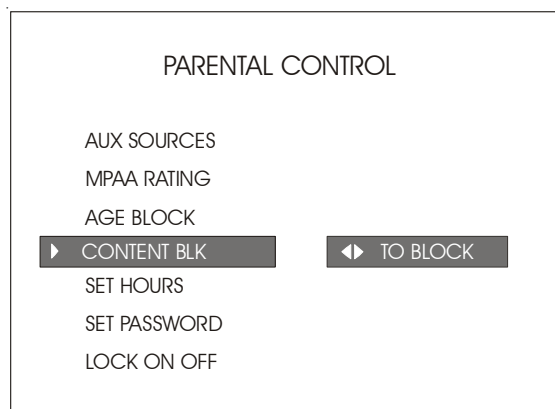 PARENTAL CONTROL
AUX SOURCES
MPAA RATING
AGE BLOCK
CONTENT BLK TO BLOCK
SET HOURS
SET PASSWORD
LOCK ON OFF